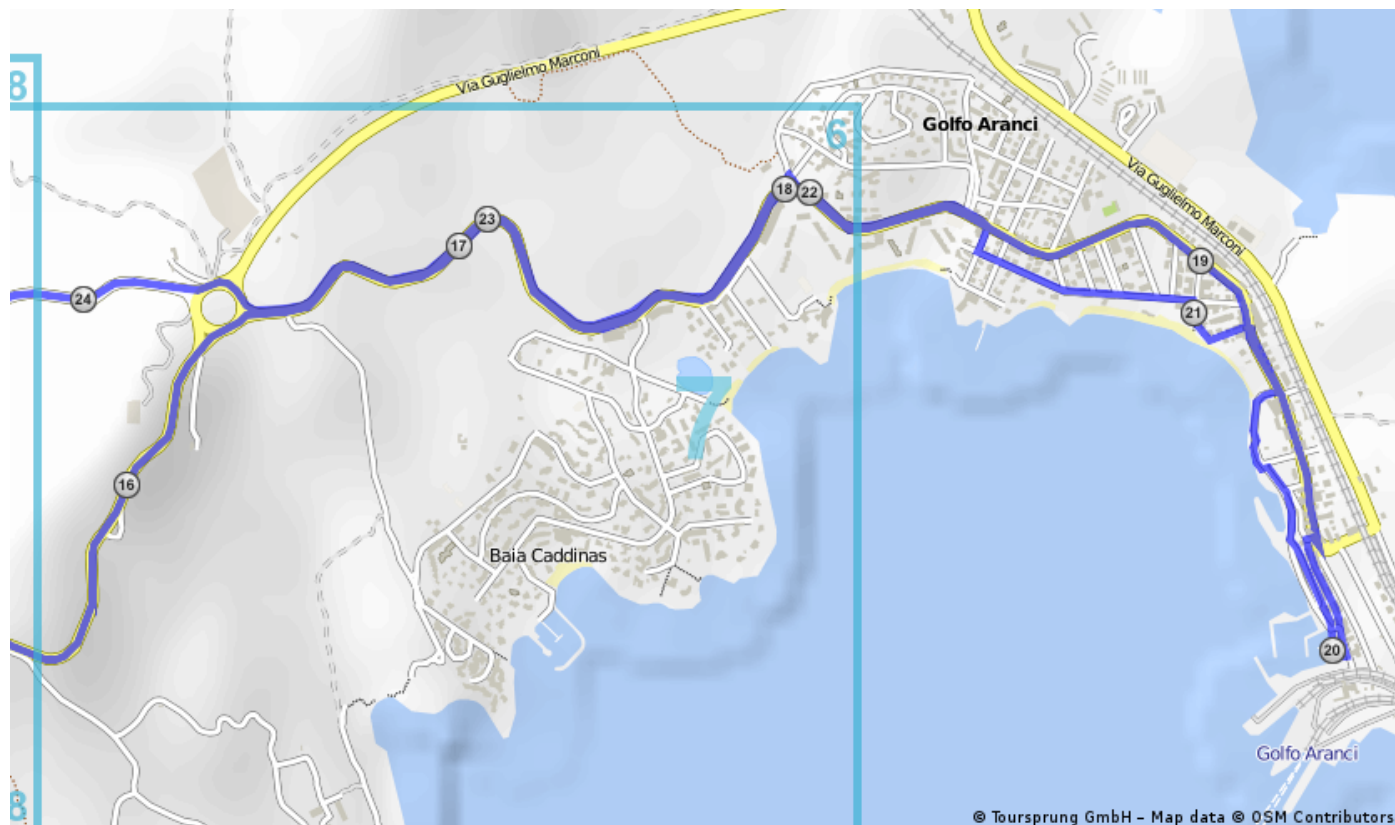 8
Via Guglielmo Marconi
6
Golfo Aranci
Via Guglielmo Marconi
18
22
23
17
19
24
21
7
16
Baia Caddinas
20
Golfo Aranci
8
© Toursprung GmbH – Map data © OSM Contributors